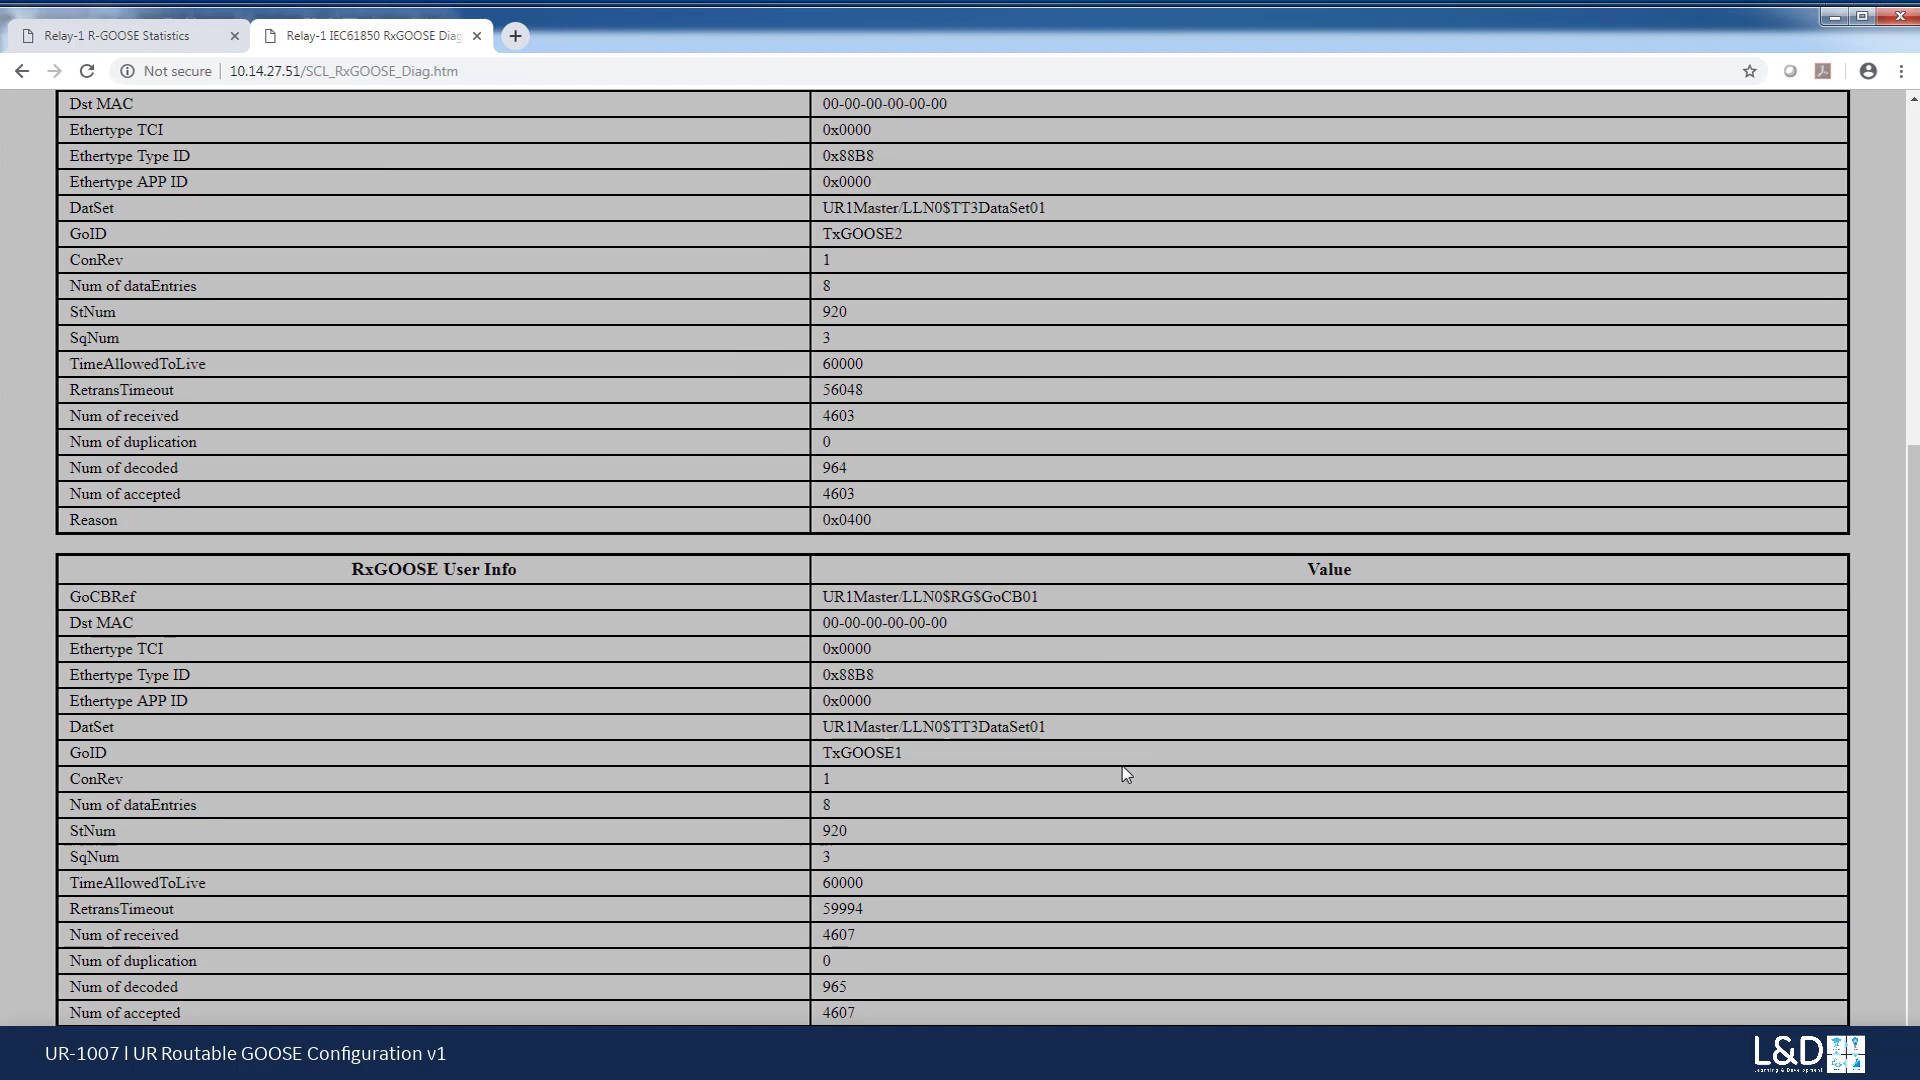 Relay-1 R-GOOSE Statistics
Relay-1 IEC61850 RxGOOSE Diag
Not secure 10.14.27.51/SCL_RxGOOSE_Diag.htm
Dst MAC 00-00-00-00-00-00
Ethertype TCI 0x0000
Ethertype Type ID 0x88B8
Ethertype APP ID 0x0000
DatSet UR1Master/LLN0$TT3DataSet01
GoID TxGOOSE2
ConRev 1
Num of dataEntries 8
StNum 920
SqNum 3
TimeAllowedToLive 60000
RetransTimeout 56048
Num of received 4603
Num of duplication 0
Num of decoded 964
Num of accepted 4603
Reason 0x0400
RxGOOSE User Info Value
GoCBRef UR1Master/LLN0$RG$GoCB01
Dst MAC 00-00-00-00-00-00
Ethertype TCI 0x0000
Ethertype Type ID 0x88B8
Ethertype APP ID 0x0000
DatSet UR1Master/LLN0$TT3DataSet01
GoID TxGOOSE1
ConRev 1
Num of dataEntries 8
StNum 920
SqNum 3
TimeAllowedToLive 60000
RetransTimeout 59994
Num of received 4607
Num of duplication 0
Num of decoded 965
Num of accepted 4607
UR-1007 l UR Routable GOOSE Configuration v1
L&D
Learning & Development